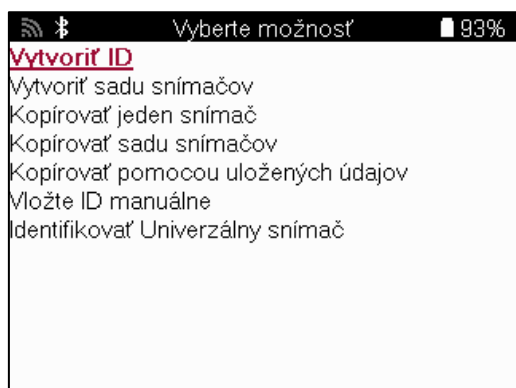 Vyberte možnosť 93%
Vytvoriť ID
Vytvoriť sadu snímačov
Kopírovať jeden snímač
Kopírovať sadu snímačov
Kopírovať pomocou uložených údajov
Vložte ID manuálne
Identifikovať Univerzálny snímač